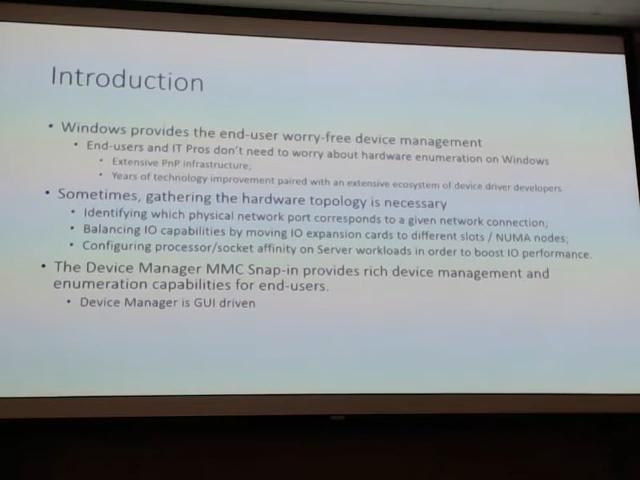 Introduction
• Windows provides the end-user worry-free device management
• End-users and IT Pros don't need to worry about hardware enumeration on Windows
• Extensive PnP infrastructure;
• Years of technology improvement paired with an extensive ecosystem of device driver developers
• Sometimes, gathering the hardware topology is necessary
• Identifying which physical network port corresponds to a given network connection;
• Balancing IO capabilities by moving IO expansion cards to different slots / NUMA nodes;
• Configuring processor/socket affinity on Server workloads in order to boost IO performance.
• The Device Manager MMC Snap-in provides rich device management and
enumeration capabilities for end-users.
• Device Manager is GUI driven